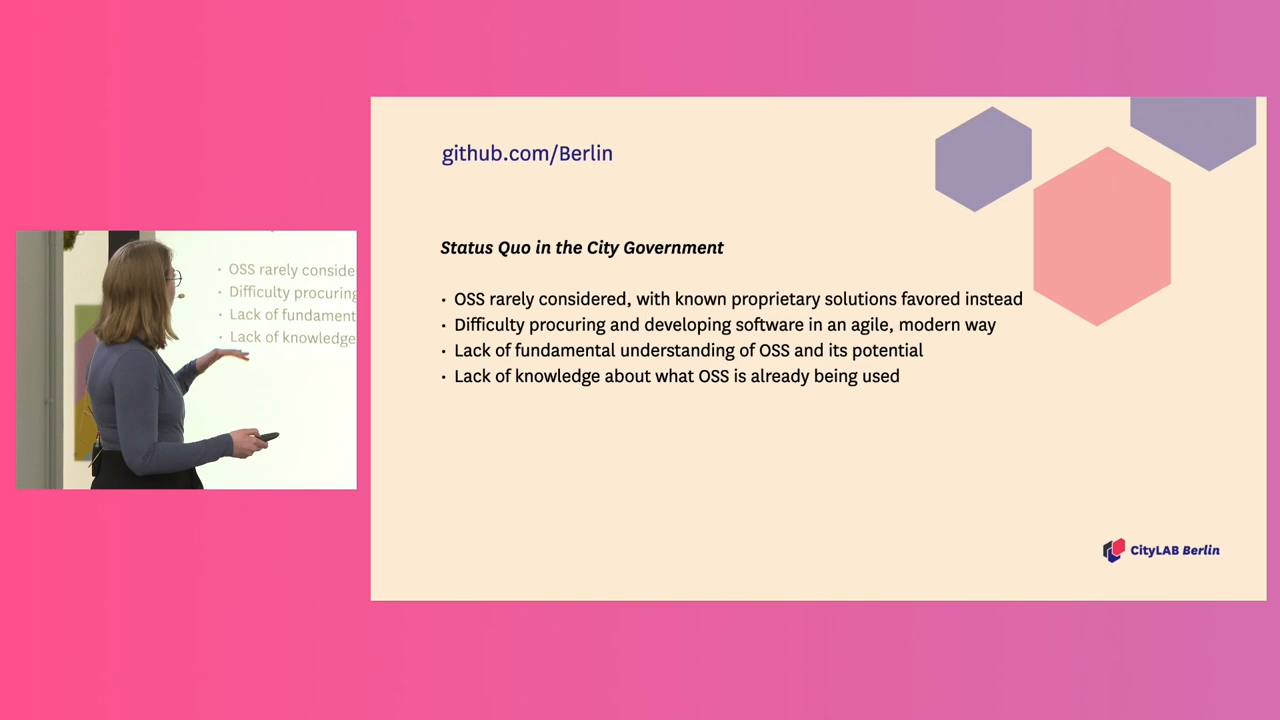 github.com/Berlin
Status Quo in the City Government
· OSS rarely considered, with known proprietary solutions favored instead
· Difficulty procuring and developing software in an agile, modern way
· Lack of fundamental understanding of OSS and its potential
· Lack of knowledge about what OSS is already being used
CityLAB Berlin
· OSS rarely conside
· Difficulty procuring
· Lack of fundament
· Lack of knowledge